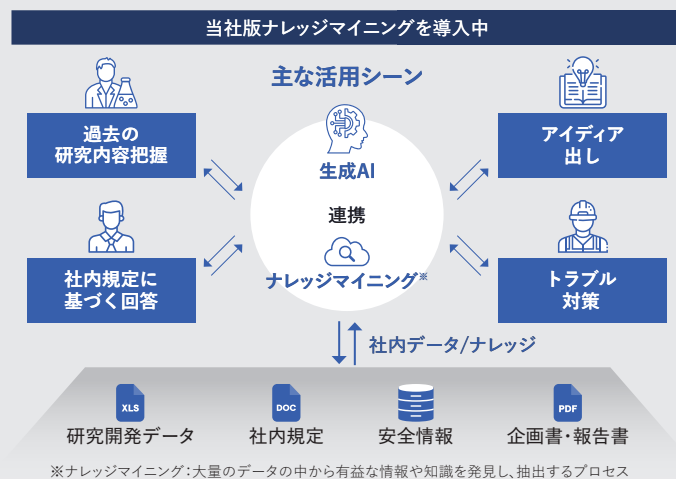 当社版ナレッジマイニングを導入中
主な活用シーン
過去の
研究内容把握
アイディア
出し
生成AI
連携
ナレッジマイニング※
社内規定に
基づく回答
トラブル
対策
社内データ/ナレッジ
XLS
研究開発データ
DOC
社内規定
安全情報
PDF
企画書・報告書
※ナレッジマイニング：大量のデータの中から有益な情報や知識を発見し、抽出するプロセス